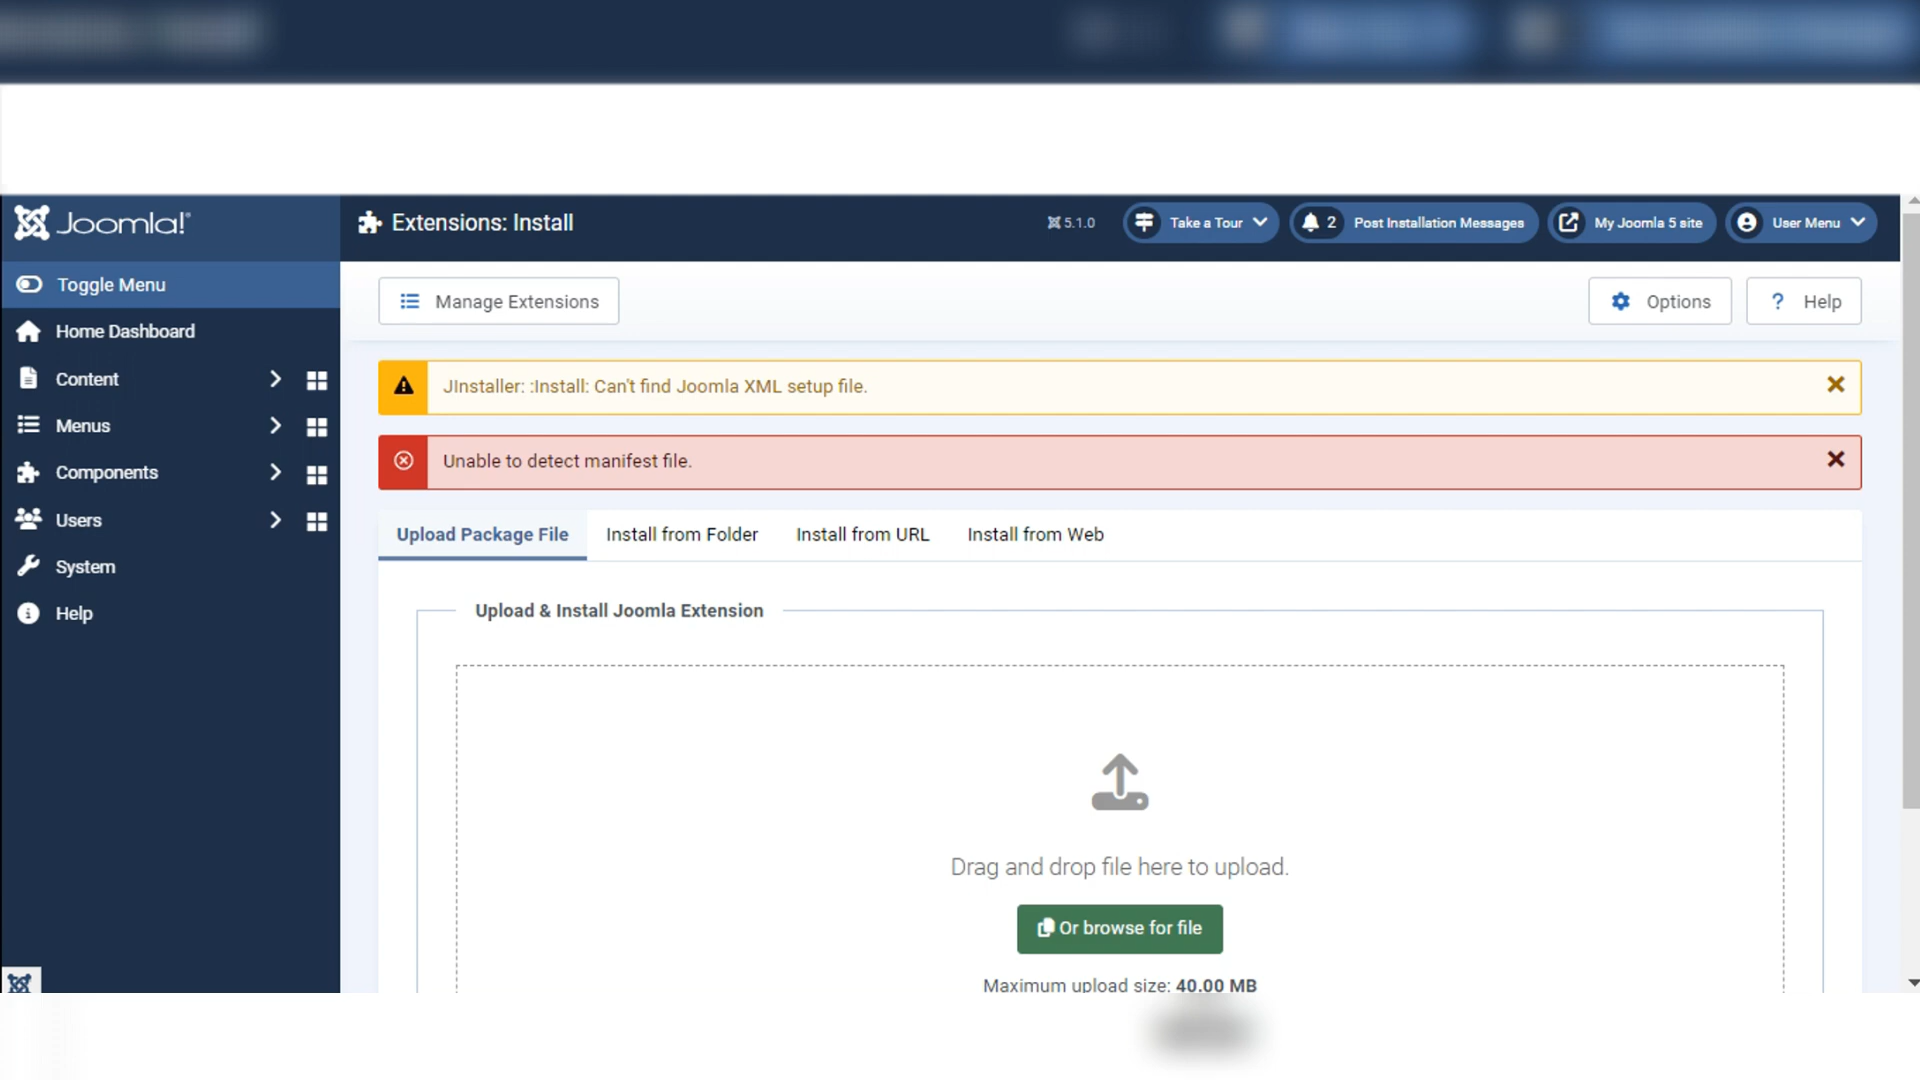 Joomla!®
Extensions: Install
5.1.0
Take a Tour
2
Post Installation Messages
My Joomla 5 site
User Menu
Toggle Menu
Home Dashboard
Content
Menus
Components
Users
System
Help
Manage Extensions
Options
? Help
JInstaller: :Install: Can't find Joomla XML setup file.
Unable to detect manifest file.
Upload Package File
Install from Folder
Install from URL
Install from Web
Upload & Install Joomla Extension
Drag and drop file here to upload.
Or browse for file
Maximum upload size: 40.00 MB